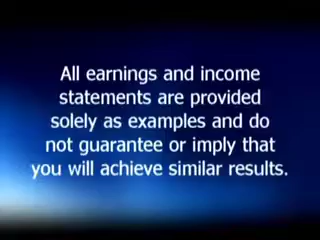 All earnings and income
statements are provided
solely as examples and do
not guarantee or imply that
you will achieve similar results.